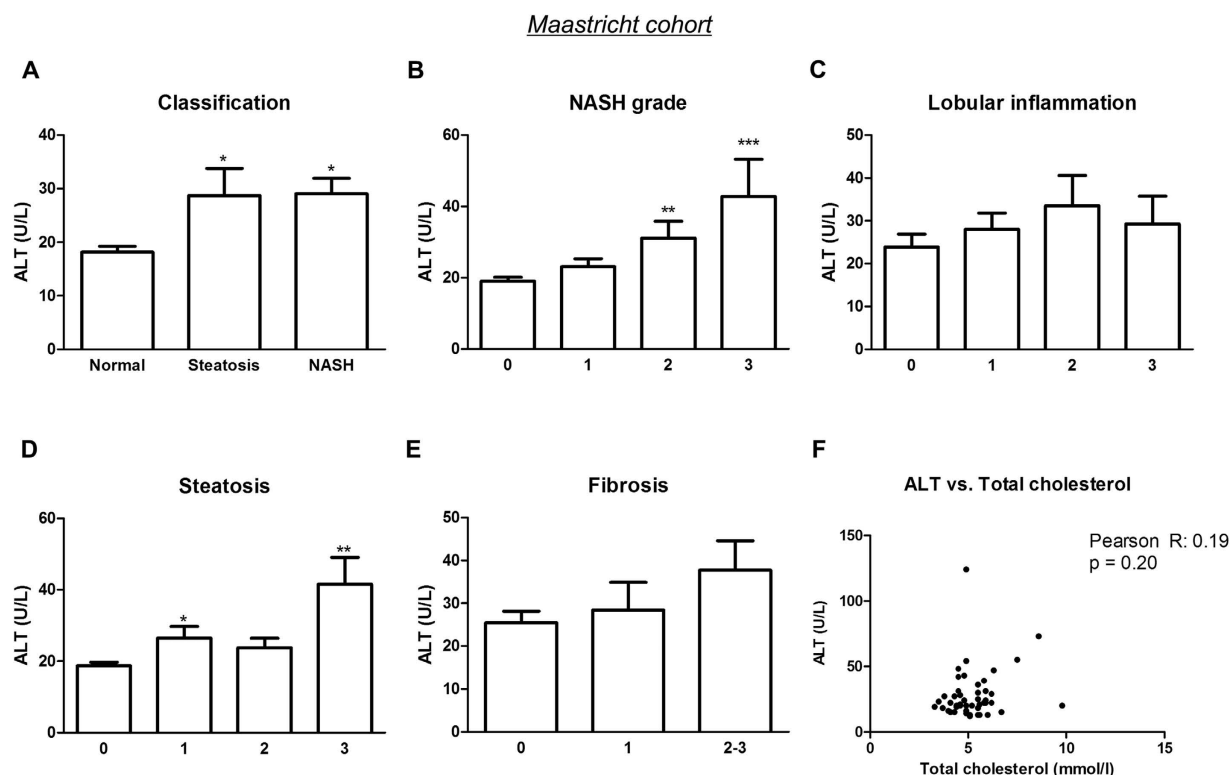 Maastricht cohort
A
Classification
ALT (U/L)
40
30
20
10
0
*
*
Normal Steatosis NASH
B
NASH grade
ALT (U/L)
60
40
20
0
**
***
0 1 2 3
C
Lobular inflammation
ALT (U/L)
50
40
30
20
10
0
0 1 2 3
D
Steatosis
ALT (U/L)
60
40
20
0
*
**
0 1 2 3
E
Fibrosis
ALT (U/L)
50
40
30
20
10
0
0 1 2-3
F
ALT vs. Total cholesterol
ALT (U/L)
150
100
50
0
Pearson R: 0.19
p = 0.20
0 5 10 15
Total cholesterol (mmol/l)